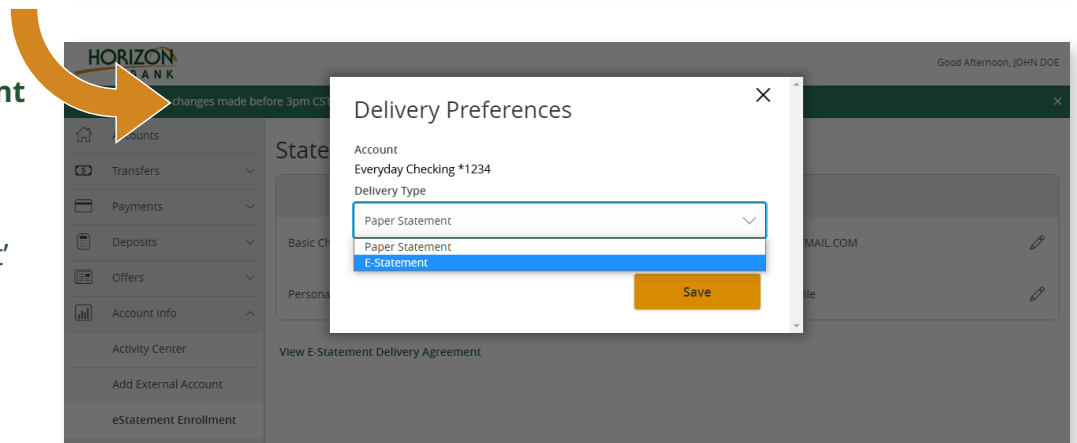 HORIZON
BANK
Good Afternoon, JOHN DOE
nt
changes made before 3pm CST
Delivery Preferences
Account
Everyday Checking *1234
Delivery Type
Paper Statement
Paper Statement
E-Statement
Save
Accounts
Transfers
Payments
Deposits
Offers
Account Info
Activity Center
Add External Account
eStatement Enrollment
State
Basic Ch
MAIL.COM
Persona
ile
View E-Statement Delivery Agreement
t’